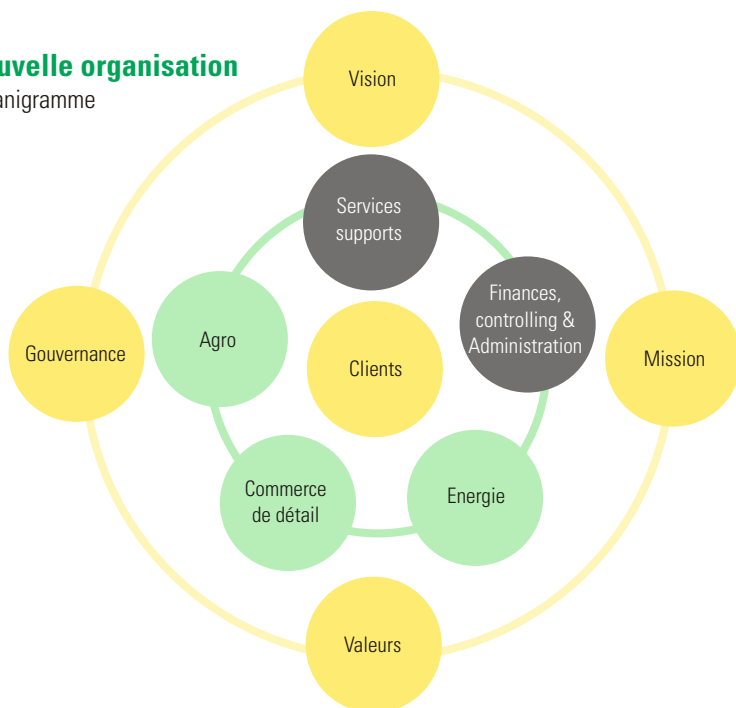 uvelle organisation
anigramme
Vision
Services
supports
Finances,
controlling &
Administration
Agro
Gouvernance
Clients
Mission
Commerce
de détail
Energie
Valeurs